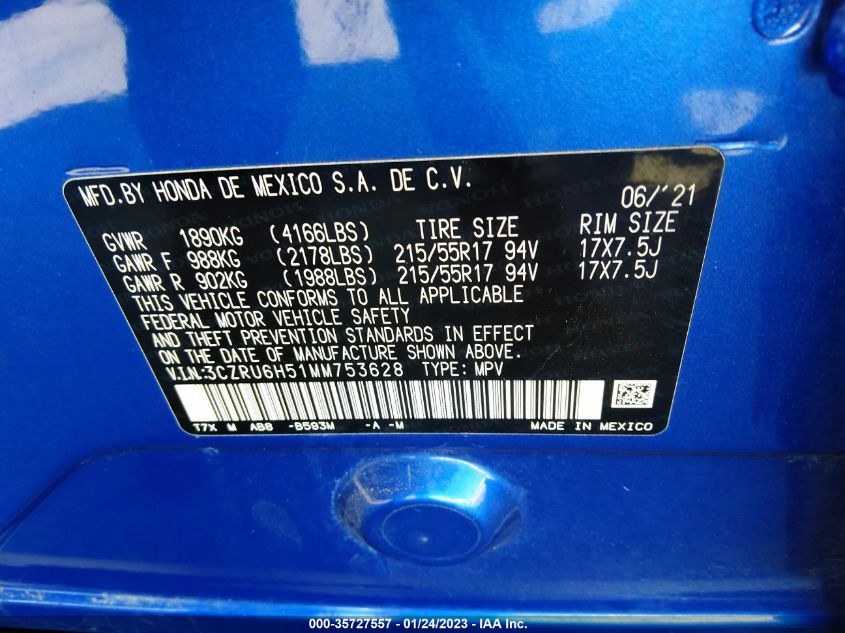 MFD.BY HONDA DE MEXICO S.A. DE C.V. 06/'21
GVWR 1890KG (4166LBS) TIRE SIZE RIM SIZE
GAWR F 988KG (2178LBS) 215/55R17 94V 17X7.5J
GAWR R 902KG (1988LBS) 215/55R17 94V 17X7.5J
THIS VEHICLE CONFORMS TO ALL APPLICABLE
FEDERAL MOTOR VEHICLE SAFETY
AND THEFT PREVENTION STANDARDS IN EFFECT
ON THE DATE OF MANUFACTURE SHOWN ABOVE.
V.I.N:3CZRU6H51MM753628 TYPE: MPV
T7X M AB8 -B593M -A -M MADE IN MEXICO
000-35727557 — 01/24/2023 — IAA Inc.